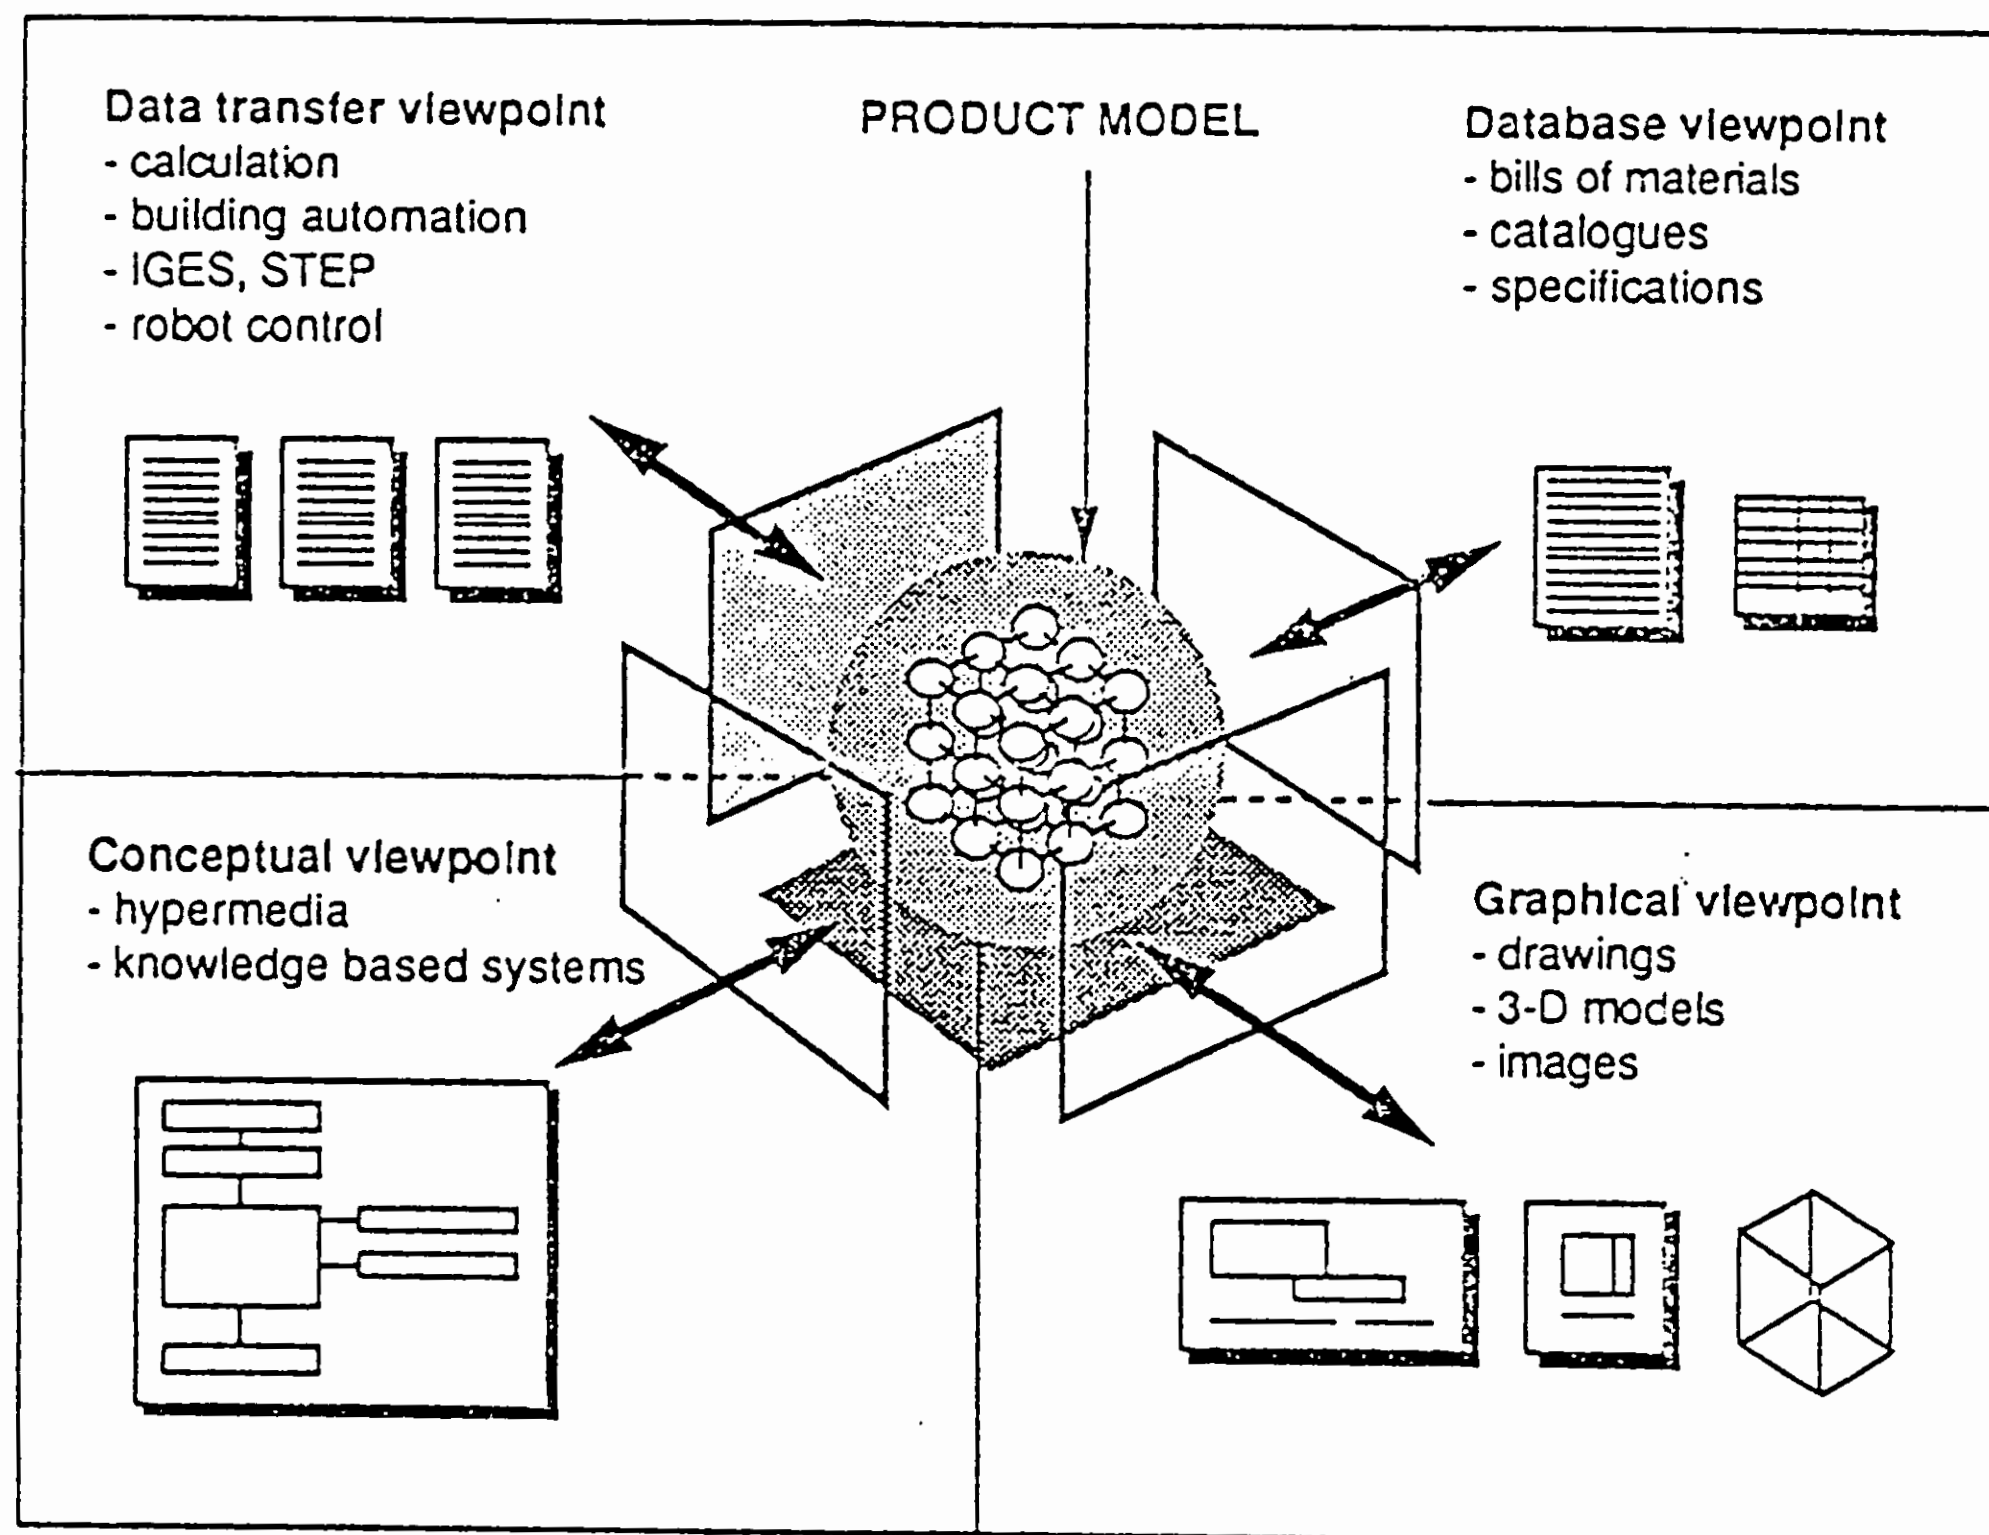 Data transfer viewpoint
- calculation
- building automation
- IGES, STEP
- robot control
PRODUCT MODEL
Database viewpoint
- bills of materials
- catalogues
- specifications
Conceptual viewpoint
- hypermedia
- knowledge based systems
Graphical viewpoint
- drawings
- 3-D models
- images